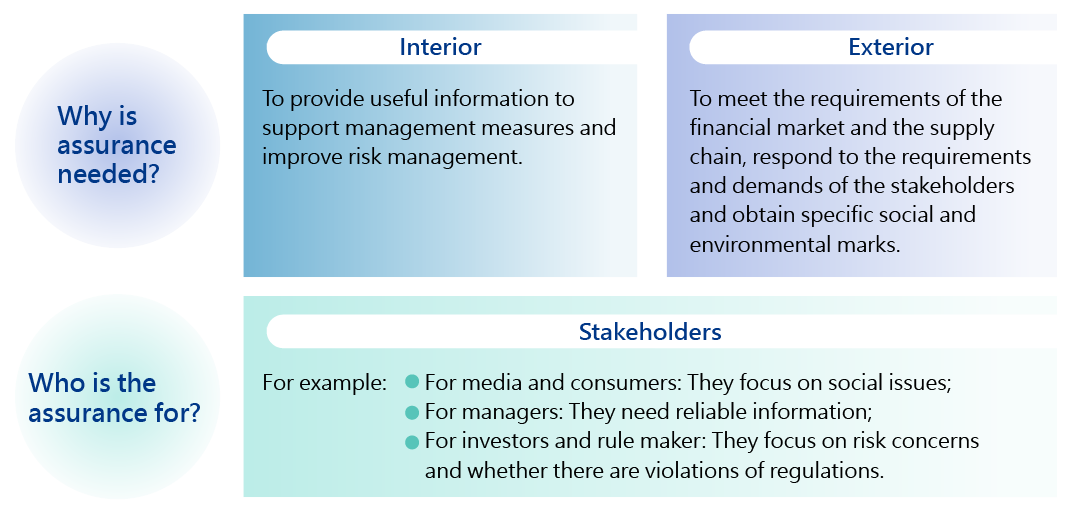 Why is
assurance
needed?
Interior
To provide useful information to
support management measures and
improve risk management.
Exterior
To meet the requirements of the
financial market and the supply
chain, respond to the requirements
and demands of the stakeholders
and obtain specific social and
environmental marks.
Who is the
assurance for?
Stakeholders
For example: ● For media and consumers: They focus on social issues;
● For managers: They need reliable information;
● For investors and rule maker: They focus on risk concerns
and whether there are violations of regulations.